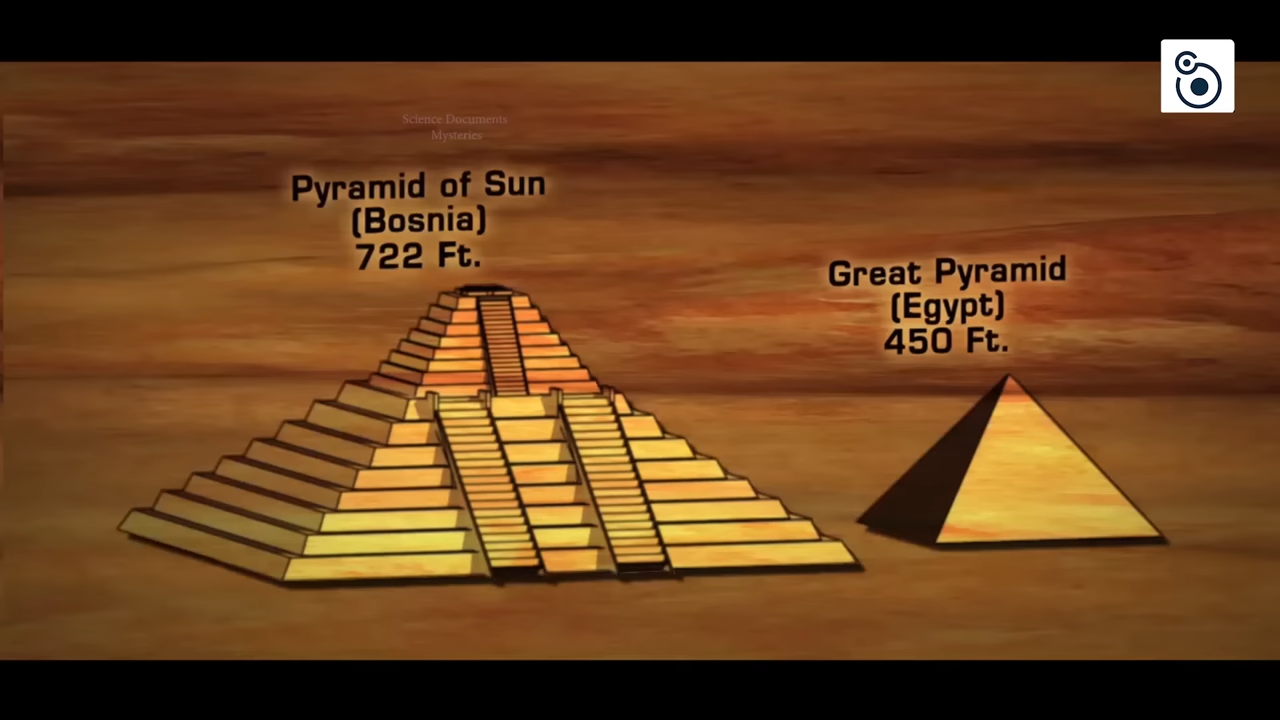 Science Documents
Mysteries
Pyramid of Sun
(Bosnia)
722 Ft.
Great Pyramid
(Egypt)
450 Ft.